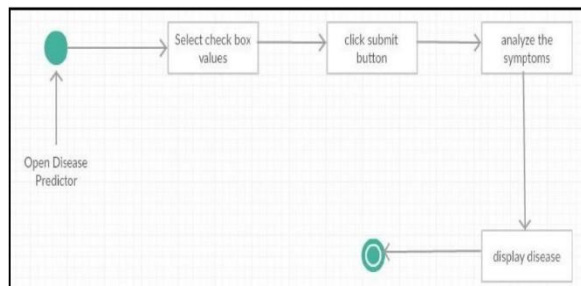 Select check box
values
click submit
button
analyze the
symptoms
Open Disease
Predictor
display disease